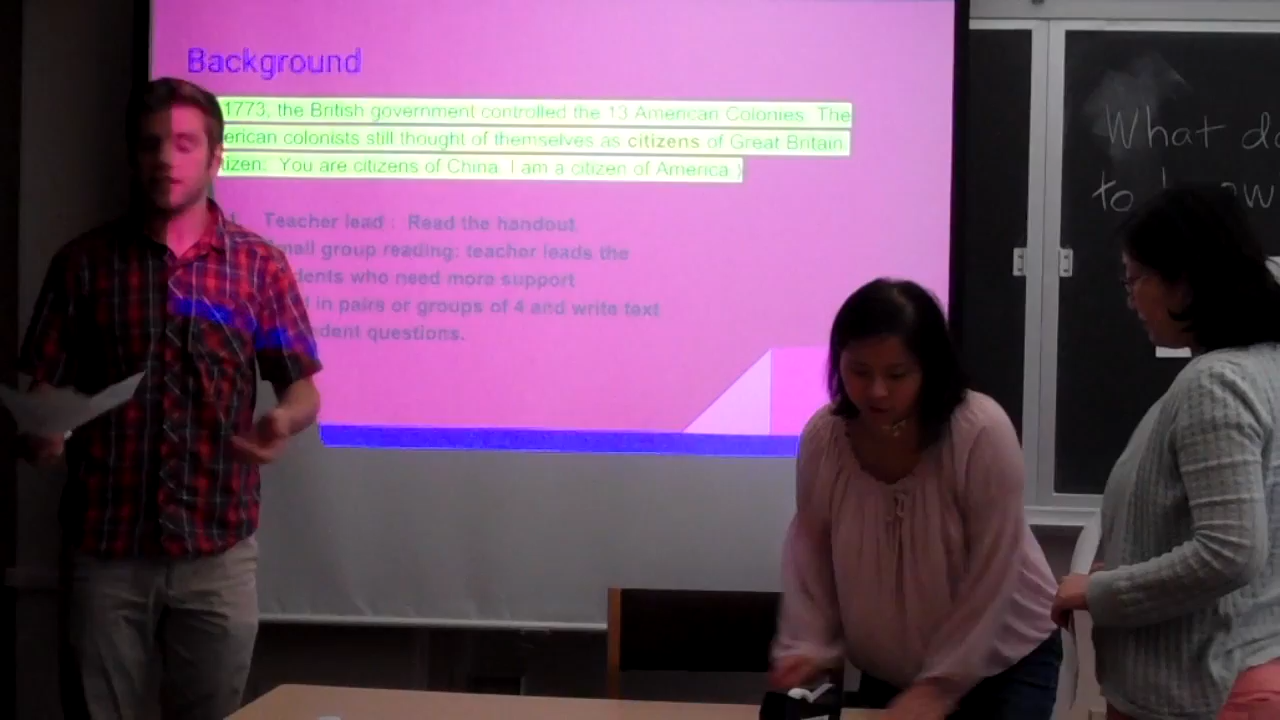 Background
1773, the British government controlled the 13 American Colonies. The
erican colonists still thought of themselves as citizens of Great Britain.
izen: You are citizens of China. I am a citizen of America.)
1. Teacher lead : Read the handout.
mall group reading: teacher leads the
dents who need more support
in pairs or groups of 4 and write text
dent questions.
What do
to